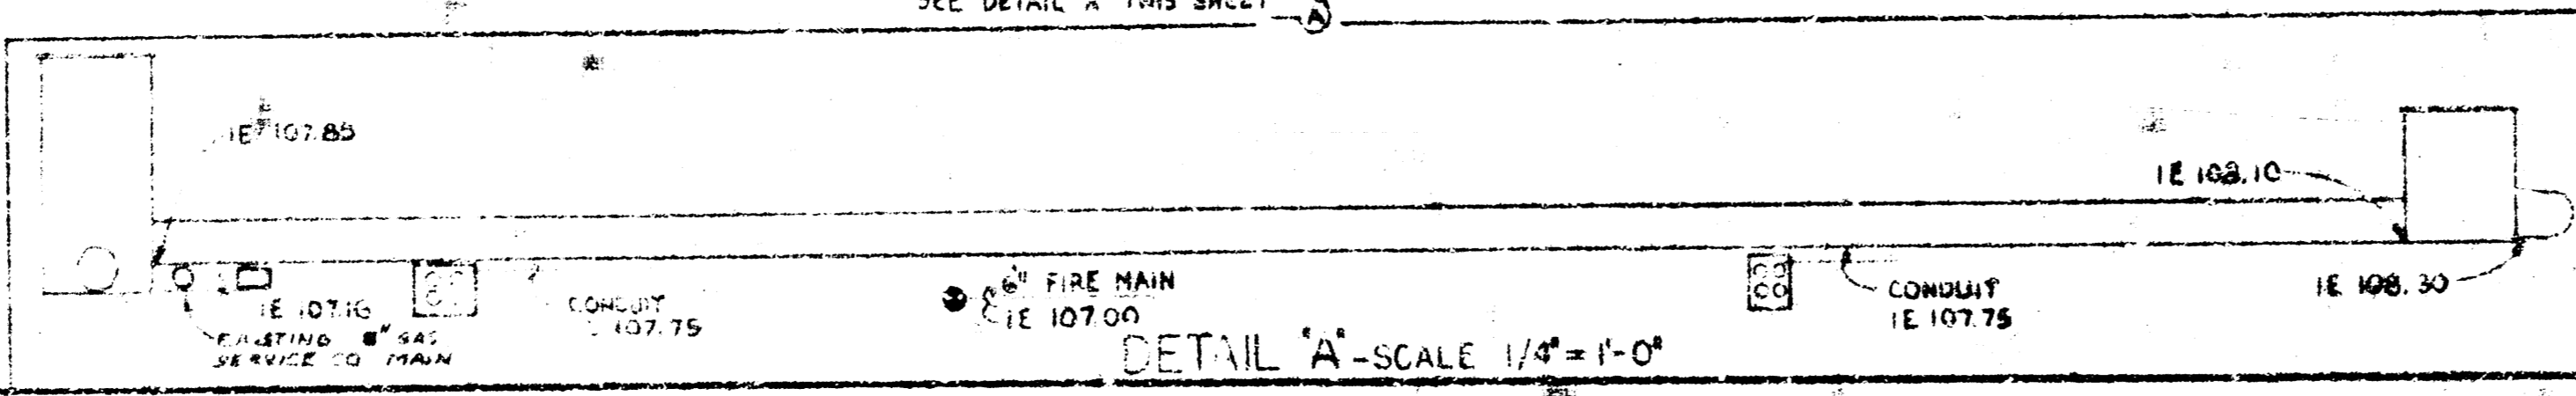 SEE DETAIL "A" THIS SHEET
A
IE 107.85
IE 108.10
IE 107.16
EXISTING 8" GAS
SERVICE CO MAIN
CONDUIT
107.75
6" FIRE MAIN
IE 107.00
CONDUIT
IE 107.75
IE 108.30
DETAIL "A"-SCALE 1/4"=1'-0"